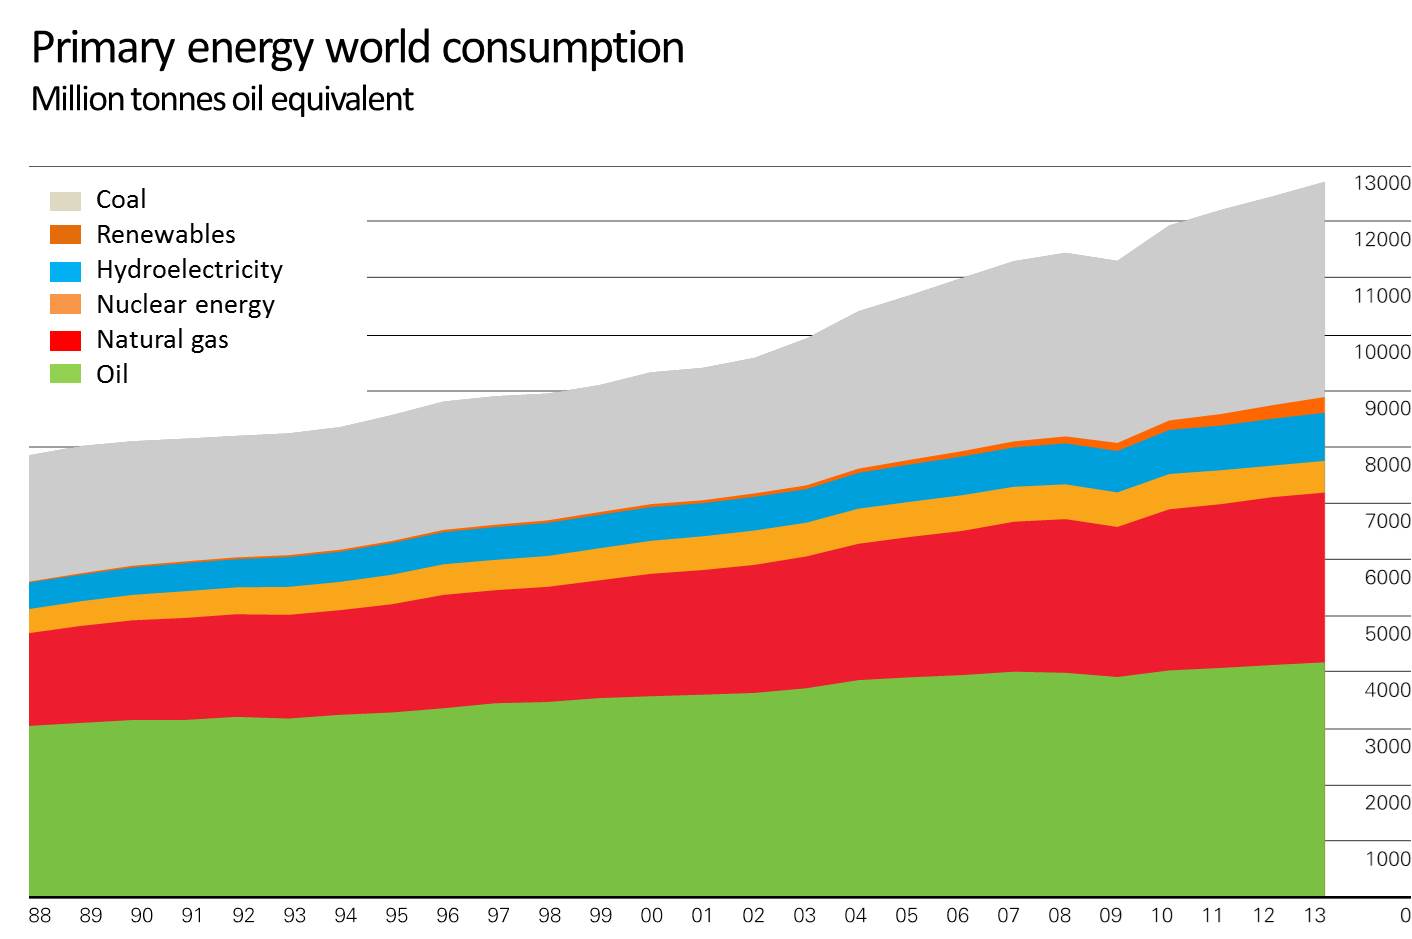 Primary energy world consumption
Million tonnes oil equivalent
Coal
Renewables
Hydroelectricity
Nuclear energy
Natural gas
Oil
13000
12000
11000
10000
9000
8000
7000
6000
5000
4000
3000
2000
1000
88 89 90 91 92 93 94 95 96 97 98 99 00 01 02 03 04 05 06 07 08 09 10 11 12 13 0